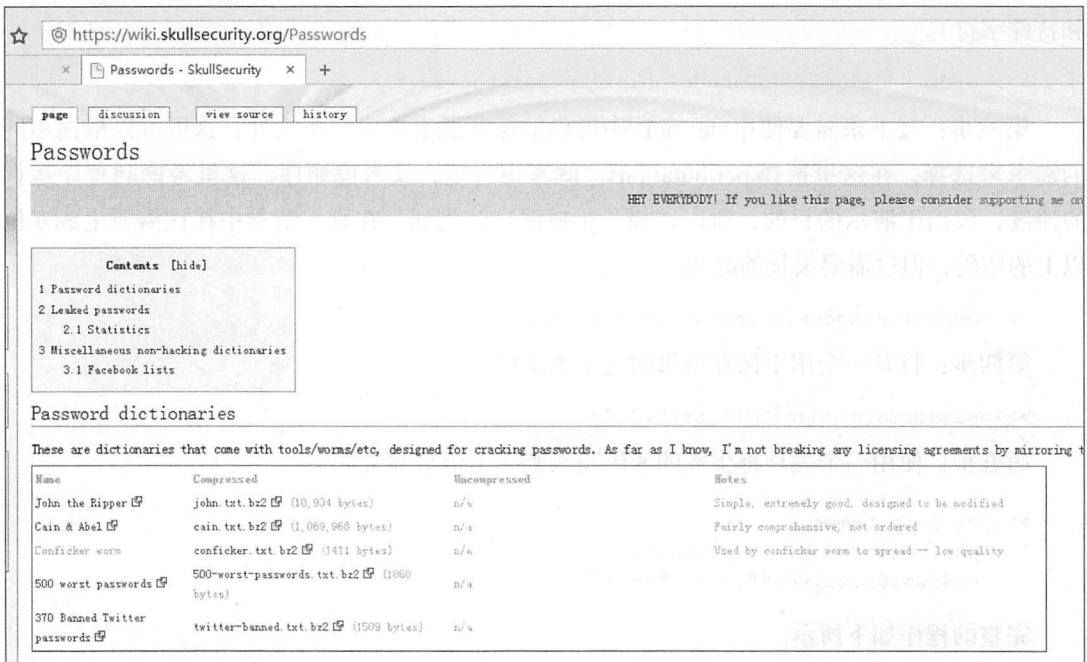 https://wiki.skullsecurity.org/Passwords
Passwords - SkullSecurity × +
page discussion view source history
Passwords
HEY EVERYBODY! If you like this page, please consider supporting me on
Contents [hide]
1 Password dictionaries
2 Leaked passwords
2.1 Statistics
3 Miscellaneous non-hacking dictionaries
3.1 Facebook lists
Password dictionaries
These are dictionaries that come with tools/worms/etc, designed for cracking passwords. As far as I know, I'm not breaking any licensing agreements by mirroring t
Name Compressed Uncompressed Notes
John the Ripper john.txt.bz2 (10,934 bytes) n/a Simple, extremely good, designed to be modified
Cain & Abel cain.txt.bz2 (1,069,968 bytes) n/a Fairly comprehensive, not ordered
Conficker worm conficker.txt.bz2 (1411 bytes) n/a Used by conficker worm to spread -- low quality
500 worst passwords 500-worst-passwords.txt.bz2 (1868
bytes) n/a
370 Banned Twitter
passwords twitter-banned.txt.bz2 (1509 bytes) n/a